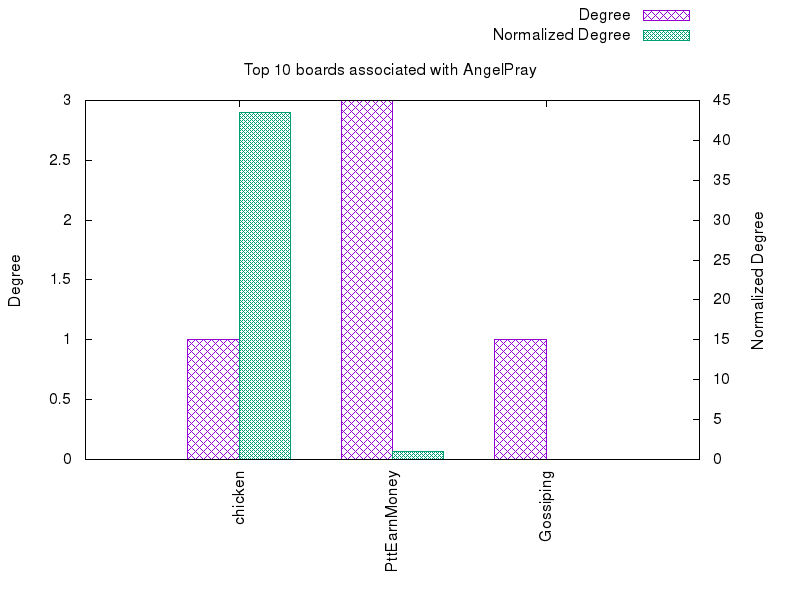 Degree
Normalized Degree
Top 10 boards associated with AngelPray
3
2.5
2
1.5
1
0.5
0
45
40
35
30
25
20
15
10
5
0
Degree
Normalized Degree
chicken
PttEarnMoney
Gossiping